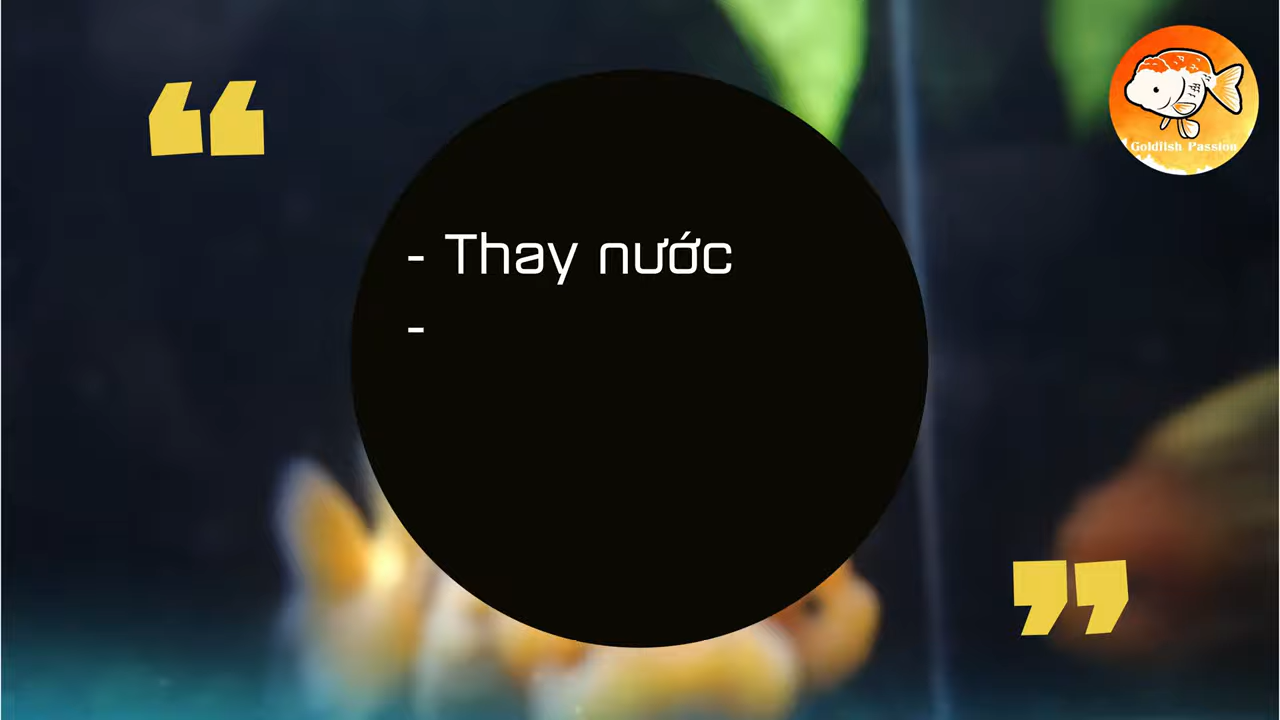 Goldfish Passion
“
- Thay nước
-
”